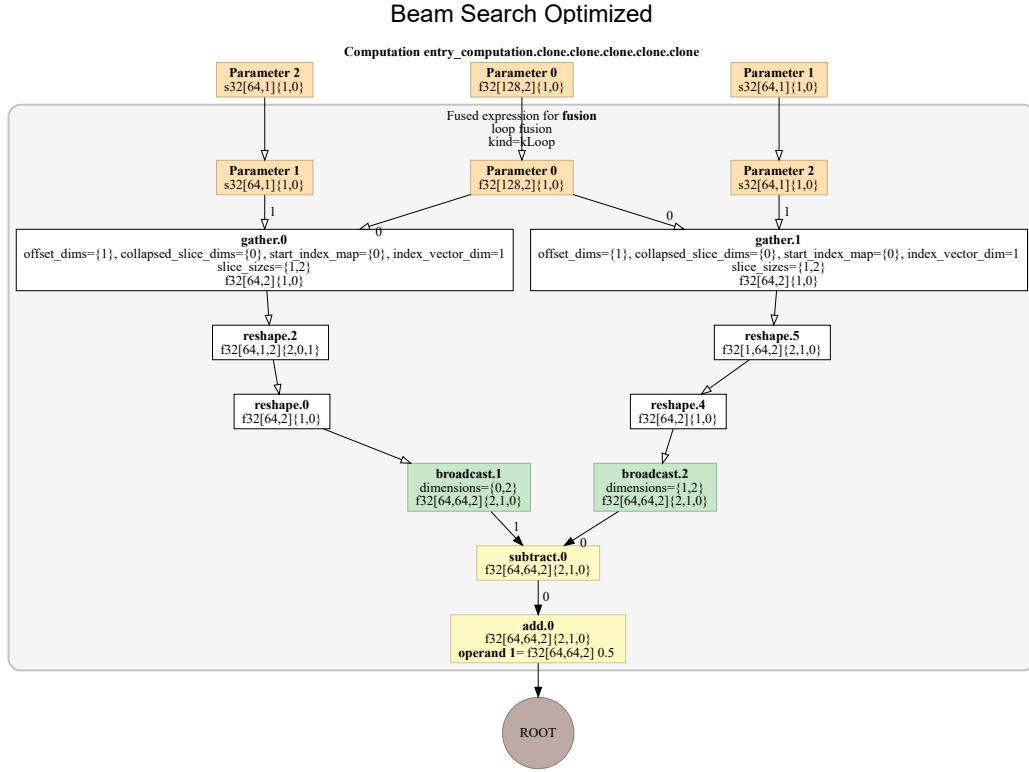 Beam Search Optimized
Computation entry_computation.clone.clone.clone.clone.clone
Parameter 2
s32[64,1]{1,0}
Parameter 0
f32[128,2]{1,0}
Parameter 1
s32[64,1]{1,0}
Fused expression for fusion
loop fusion
kind=kLoop
Parameter 1
s32[64,1]{1,0}
Parameter 0
f32[128,2]{1,0}
Parameter 2
s32[64,1]{1,0}
1
0
0
1
gather.0
offset_dims={1}, collapsed_slice_dims={0}, start_index_map={0}, index_vector_dim=1
slice_sizes={1,2}
f32[64,2]{1,0}
gather.1
offset_dims={1}, collapsed_slice_dims={0}, start_index_map={0}, index_vector_dim=1
slice_sizes={1,2}
f32[64,2]{1,0}
reshape.2
f32[64,1,2]{2,0,1}
reshape.5
f32[1,64,2]{2,1,0}
reshape.0
f32[64,2]{1,0}
reshape.4
f32[64,2]{1,0}
broadcast.1
dimensions={0,2}
f32[64,64,2]{2,1,0}
broadcast.2
dimensions={1,2}
f32[64,64,2]{2,1,0}
1
0
subtract.0
f32[64,64,2]{2,1,0}
0
add.0
f32[64,64,2]{2,1,0}
operand 1= f32[64,64,2] 0.5
ROOT